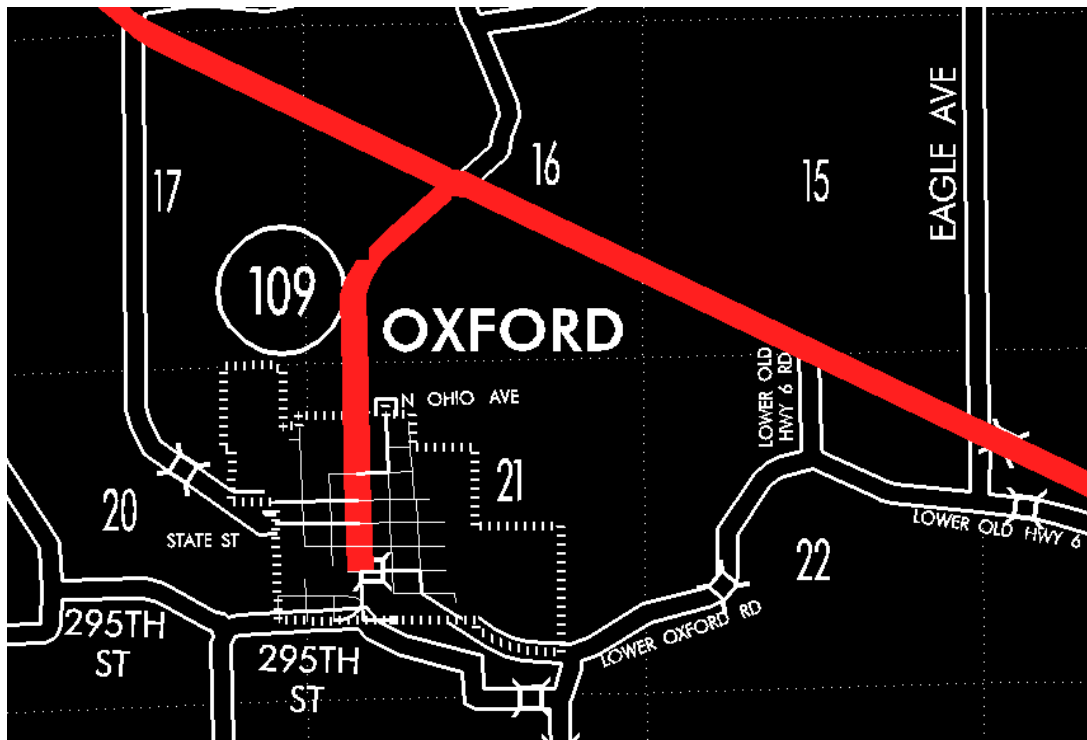 16
15
17
EAGLE AVE
109
OXFORD
LOWER OLD
HWY 6 RD
N OHIO AVE
21
20
STATE ST
LOWER OLD HWY 6
22
295TH
ST
LOWER OXFORD RD
295TH
ST